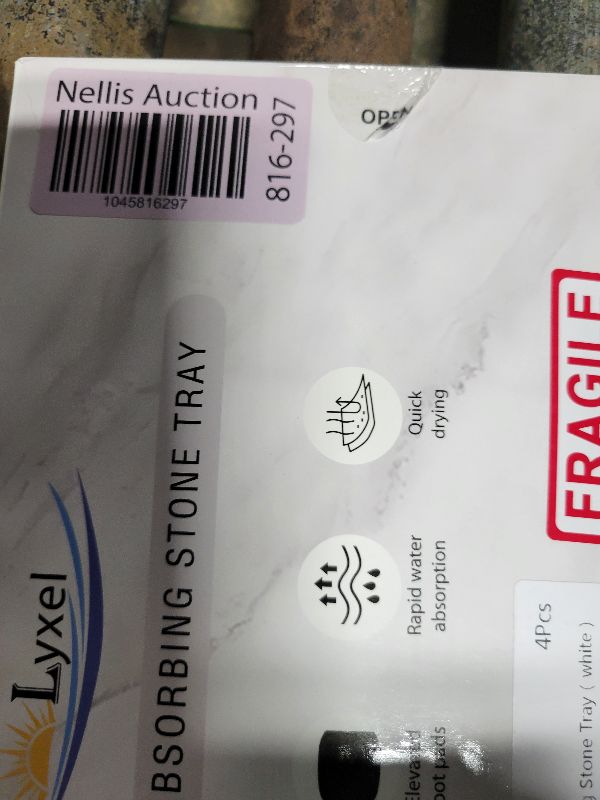 Nellis Auction
1045816297
816-297
Lyxel
BSORBING STONE TRAY
Quick
drying
Rapid water
absorption
pads
FRAGILE
4Pcs
Stone Tray ( white )